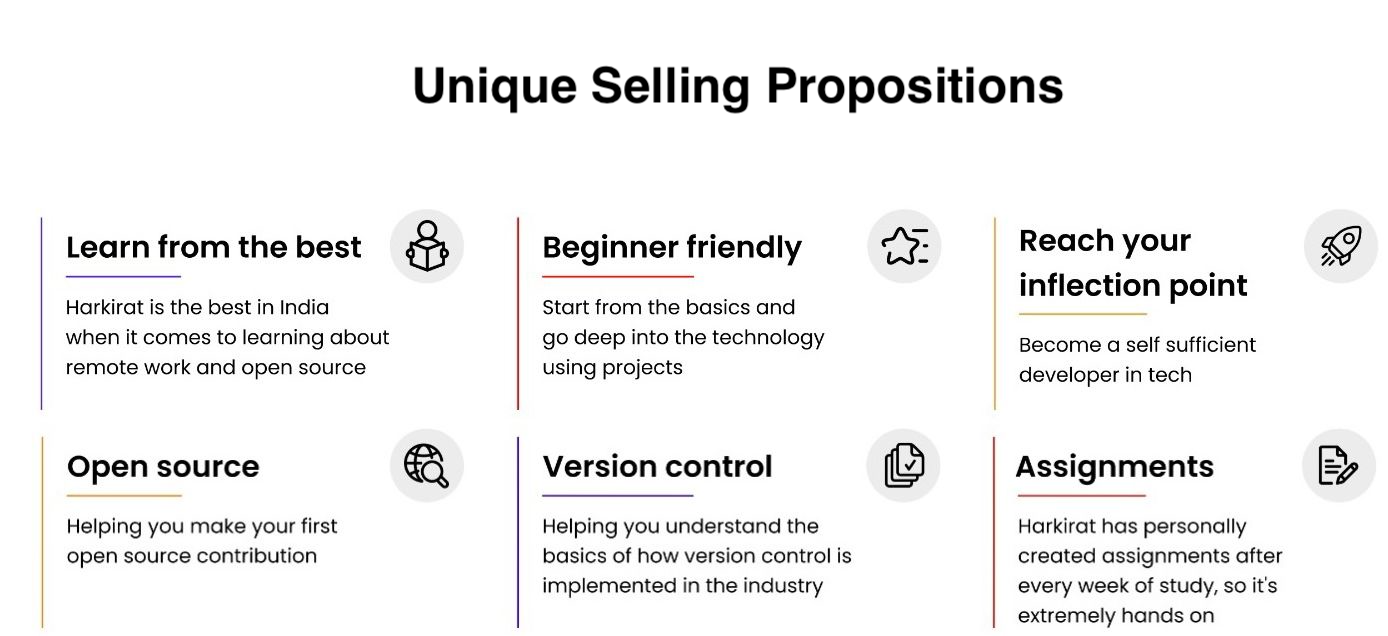 Unique Selling Propositions
Learn from the best
Harkirat is the best in India
when it comes to learning about
remote work and open source
Beginner friendly
Start from the basics and
go deep into the technology
using projects
Reach your
inflection point
Become a self sufficient
developer in tech
Open source
Helping you make your first
open source contribution
Version control
Helping you understand the
basics of how version control is
implemented in the industry
Assignments
Harkirat has personally
created assignments after
every week of study, so it's
extremely hands on